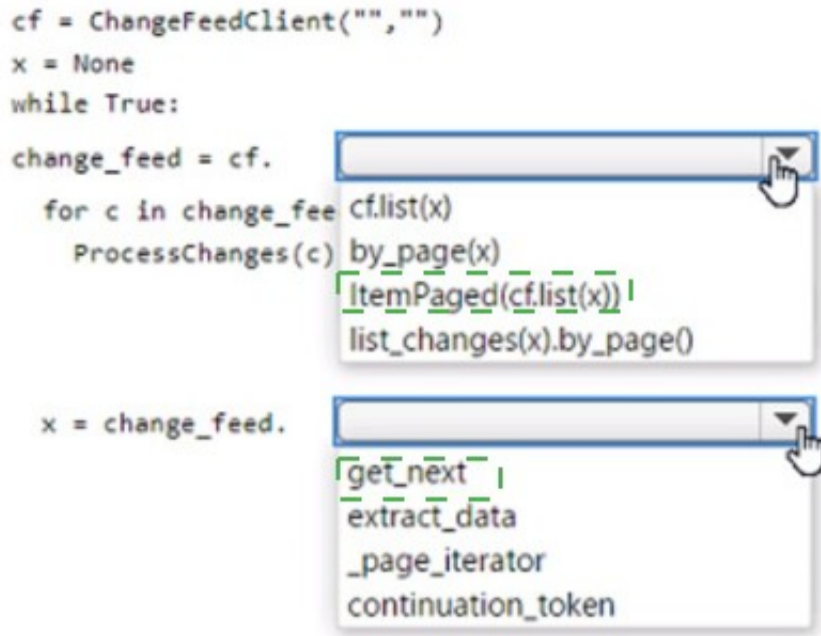 cf = ChangeFeedClient("","")
x = None
while True:
change_feed = cf.
for c in change_fee
cf.list(x)
ProcessChanges(c)
by_page(x)
ItemPaged(cf.list(x))
list_changes(x).by_page()
x = change_feed.
get_next
extract_data
_page_iterator
continuation_token